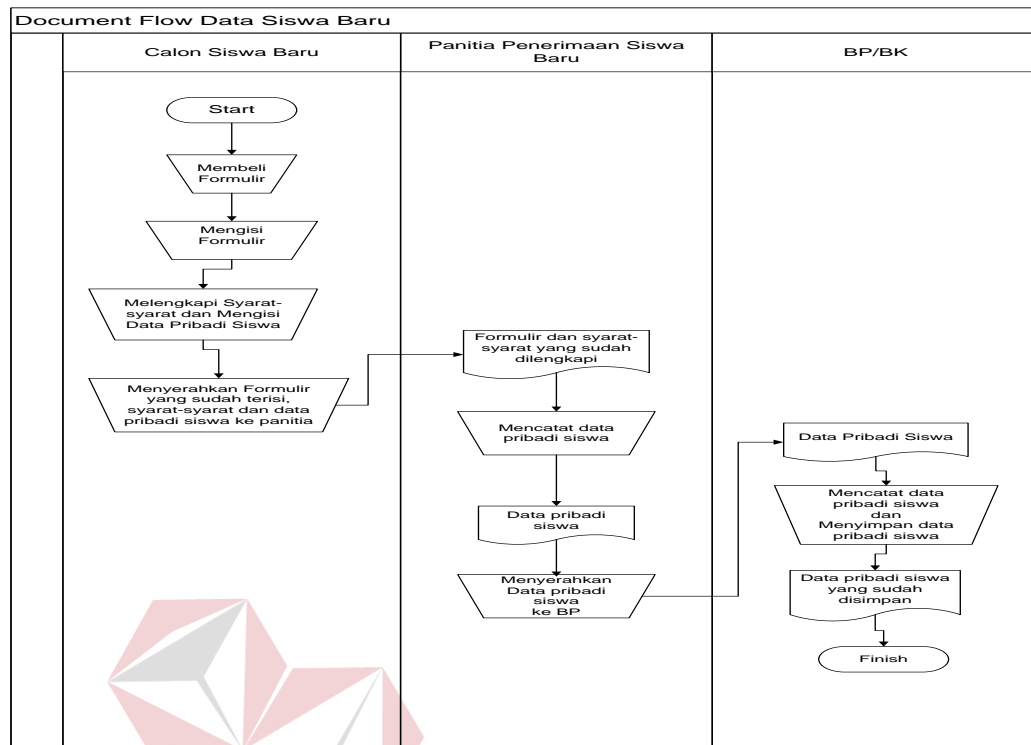 Document Flow Data Siswa Baru
Calon Siswa Baru
Panitia Penerimaan Siswa
Baru
BP/BK
Start
Membeli
Formulir
Mengisi
Formulir
Melengkapi Syarat-
syarat dan Mengisi
Data Pribadi Siswa
Menyerahkan Formulir
yang sudah terisi,
syarat-syarat dan data
pribadi siswa ke panitia
Formulir dan syarat-
syarat yang sudah
dilengkapi
Mencatat data
pribadi siswa
Data pribadi
siswa
Menyerahkan
Data pribadi
siswa
ke BP
Data Pribadi Siswa
Mencatat data
pribadi siswa
dan
Menyimpan data
pribadi siswa
Data pribadi siswa
yang sudah
disimpan
Finish